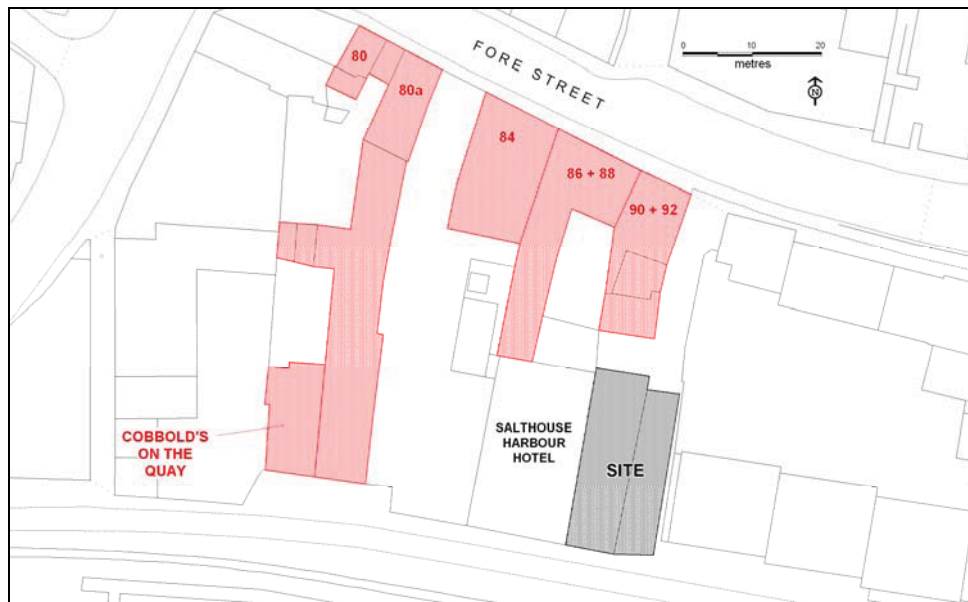 FORE STREET
0 10 20
metres
N
80
80a
84
86 + 88
90 + 92
COBBOLD'S
ON THE
QUAY
SALTHOUSE
HARBOUR
HOTEL
SITE